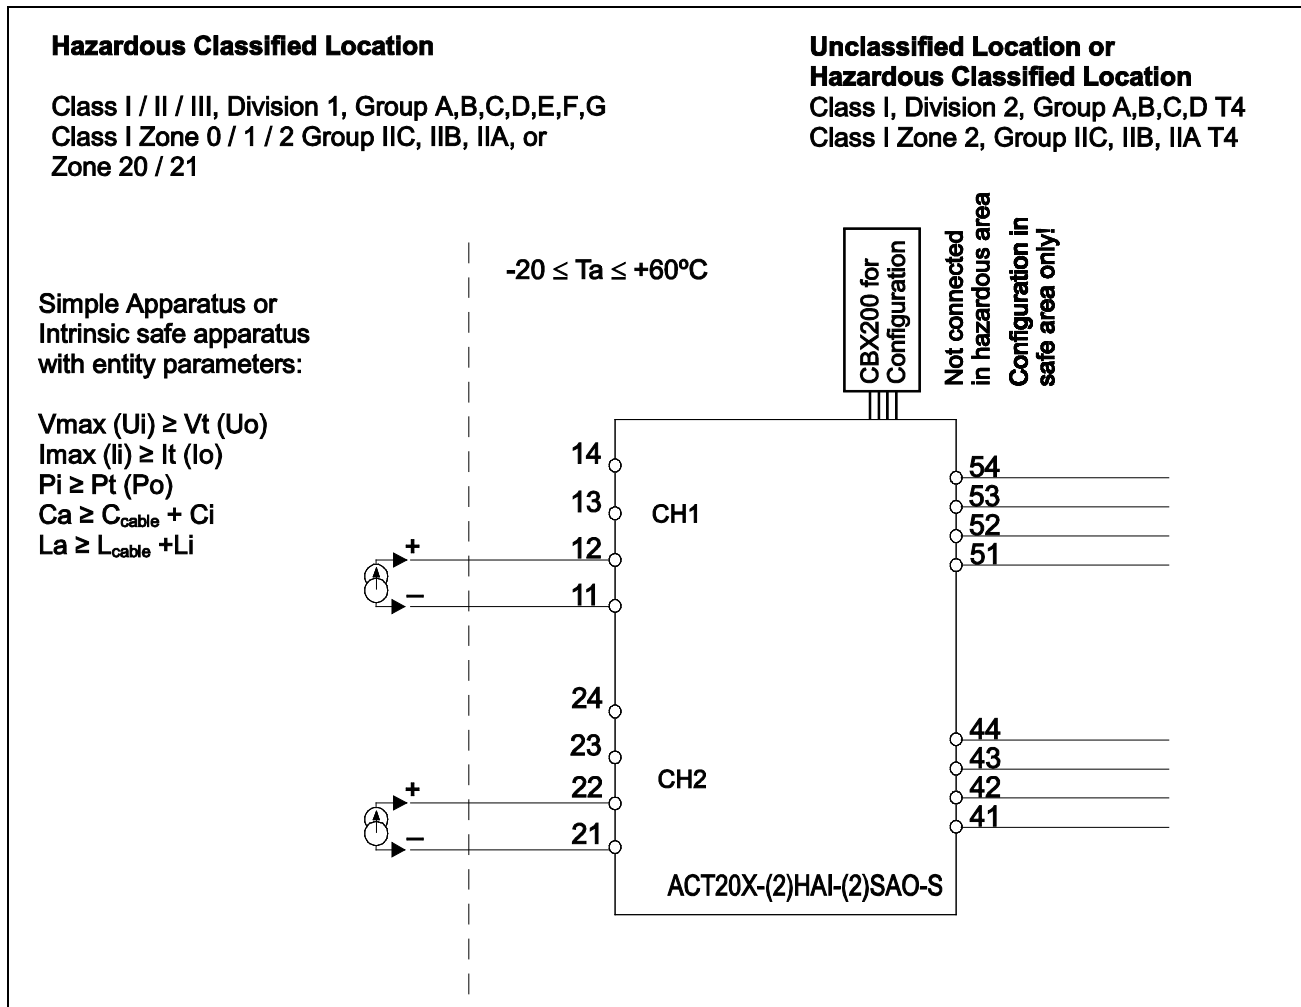 Hazardous Classified Location
Class I / II / III, Division 1, Group A,B,C,D,E,F,G
Class I Zone 0 / 1 / 2 Group IIC, IIB, IIA, or
Zone 20 / 21
Unclassified Location or
Hazardous Classified Location
Class I, Division 2, Group A,B,C,D T4
Class I Zone 2, Group IIC, IIB, IIA T4
-20 ≤ Ta ≤ +60ºC
CBX200 for
Configuration
Not connected
in hazardous area
Configuration in
safe area only!
Simple Apparatus or
Intrinsic safe apparatus
with entity parameters:
Vmax (Ui) ≥ Vt (Uo)
Imax (Ii) ≥ It (Io)
Pi ≥ Pt (Po)
Ca ≥ Ccable + Ci
La ≥ Lcable +Li
14
13
CH1
+
12
–
11
24
23
CH2
+
22
–
21
54
53
52
51
44
43
42
41
ACT20X-(2)HAI-(2)SAO-S